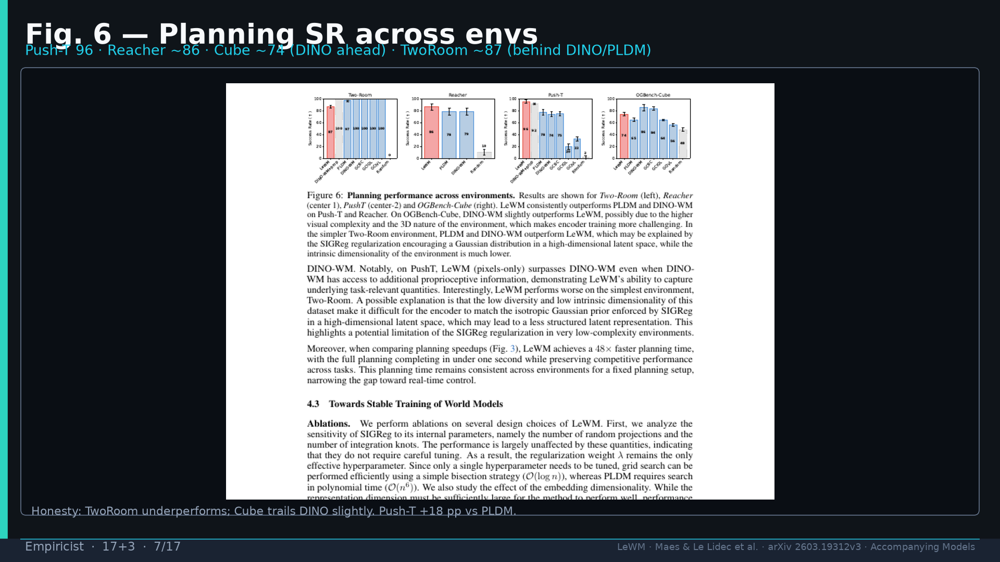 Fig. 6 — Planning SR across envs
Push-T 96 · Reacher ~86 · Cube ~74 (DINO ahead) · TwoRoom ~87 (behind DINO/PLDM)
Two-Room
Success Rate (↑)
100
80
60
40
20
0
87 100 97 100 100 100 100 0
LeWM DINO-WM+prop PLDM DINO-WM GCBC GCIQL GCIVL Random
Reacher
Success Rate (↑)
100
80
60
40
20
0
86 78 79 10
LeWM PLDM DINO-WM Random
Push-T
Success Rate (↑)
100
80
60
40
20
0
96 92 78 74 75 20 33 2
LeWM DINO-WM+prop PLDM DINO-WM GCBC GCIQL GCIVL Random
OGBench-Cube
Success Rate (↑)
100
80
60
40
20
0
74 65 86 84 64 56 48
LeWM PLDM DINO-WM GCBC GCIQL GCIVL Random
Figure 6: Planning performance across environments. Results are shown for Two-Room (left), Reacher
(center 1), PushT (center-2) and OGBench-Cube (right). LeWM consistently outperforms PLDM and DINO-WM
on Push-T and Reacher. On OGBench-Cube, DINO-WM slightly outperforms LeWM, possibly due to the higher
visual complexity and the 3D nature of the environment, which makes encoder training more challenging. In
the simpler Two-Room environment, PLDM and DINO-WM outperform LeWM, which may be explained by
the SIGReg regularization encouraging a Gaussian distribution in a high-dimensional latent space, while the
intrinsic dimensionality of the environment is much lower.
DINO-WM. Notably, on PushT, LeWM (pixels-only) surpasses DINO-WM even when DINO-
WM has access to additional proprioceptive information, demonstrating LeWM's ability to capture
underlying task-relevant quantities. Interestingly, LeWM performs worse on the simplest environment,
Two-Room. A possible explanation is that the low diversity and low intrinsic dimensionality of this
dataset make it difficult for the encoder to match the isotropic Gaussian prior enforced by SIGReg
in a high-dimensional latent space, which may lead to a less structured latent representation. This
highlights a potential limitation of the SIGReg regularization in very low-complexity environments.
Moreover, when comparing planning speedups (Fig. 3), LeWM achieves a 48× faster planning time,
with the full planning completing in under one second while preserving competitive performance
across tasks. This planning time remains consistent across environments for a fixed planning setup,
narrowing the gap toward real-time control.
4.3 Towards Stable Training of World Models
Ablations. We perform ablations on several design choices of LeWM. First, we analyze the
sensitivity of SIGReg to its internal parameters, namely the number of random projections and the
number of integration knots. The performance is largely unaffected by these quantities, indicating
that they do not require careful tuning. As a result, the regularization weight λ remains the only
effective hyperparameter. Since only a single hyperparameter needs to be tuned, grid search can be
performed efficiently using a simple bisection strategy (O(log n)), whereas PLDM requires search
in polynomial time (O(n⁶)). We also study the effect of the embedding dimensionality. While the
representation dimension must be sufficiently large for the method to perform well, performance
Honesty: TwoRoom underperforms; Cube trails DINO slightly. Push-T +18 pp vs PLDM.
Empiricist · 17+3 · 7/17
LeWM · Maes & Le Lidec et al. · arXiv 2603.19312v3 · Accompanying Models